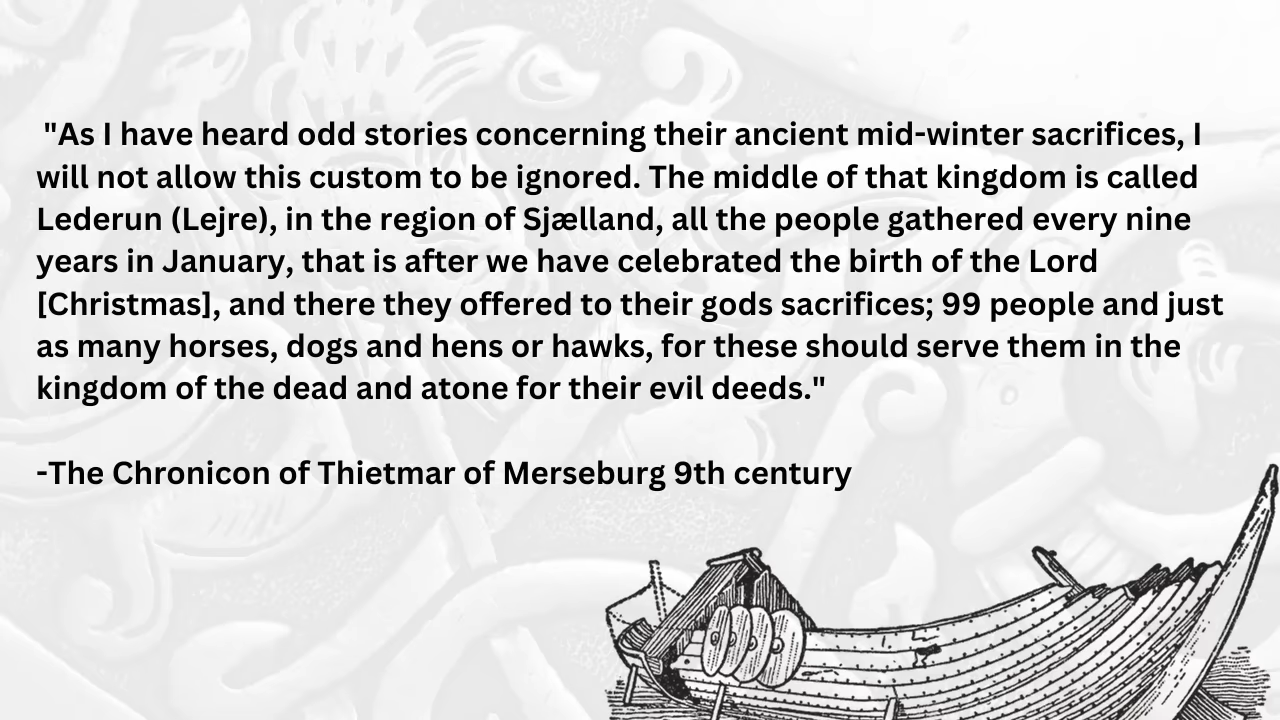 "As I have heard odd stories concerning their ancient mid-winter sacrifices, I
will not allow this custom to be ignored. The middle of that kingdom is called
Lederun (Lejre), in the region of Sjælland, all the people gathered every nine
years in January, that is after we have celebrated the birth of the Lord
[Christmas], and there they offered to their gods sacrifices; 99 people and just
as many horses, dogs and hens or hawks, for these should serve them in the
kingdom of the dead and atone for their evil deeds."
-The Chronicon of Thietmar of Merseburg 9th century